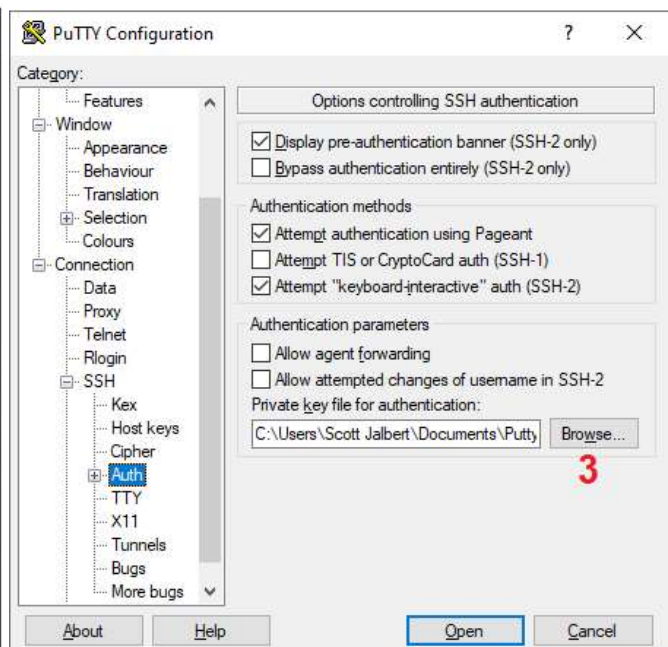 PuTTY Configuration
?
Category:
Features
Window
Appearance
Behaviour
Translation
Selection
Colours
Connection
Data
Proxy
Telnet
Rlogin
SSH
Kex
Host keys
Cipher
Auth
TTY
X11
Tunnels
Bugs
More bugs
Options controlling SSH authentication
Display pre-authentication banner (SSH-2 only)
Bypass authentication entirely (SSH-2 only)
Authentication methods
Attempt authentication using Pageant
Attempt TIS or CryptoCard auth (SSH-1)
Attempt "keyboard-interactive" auth (SSH-2)
Authentication parameters
Allow agent forwarding
Allow attempted changes of username in SSH-2
Private key file for authentication:
C:\Users\Scott Jalbert\Documents\Putty Browse...
3
About Help Open Cancel